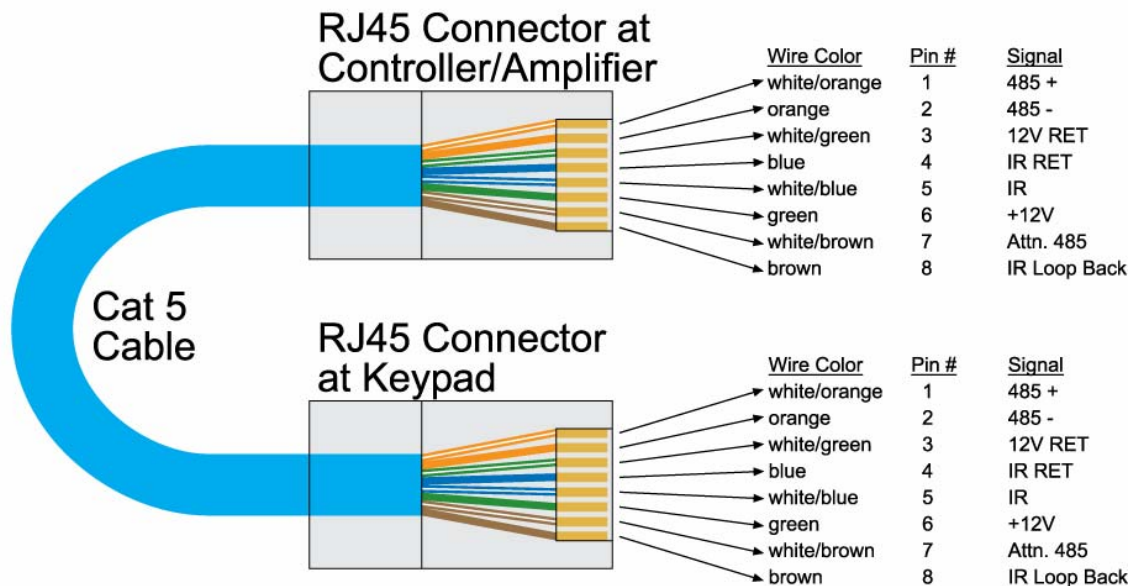 RJ45 Connector at
Controller/Amplifier
Wire Color Pin # Signal
white/orange 1 485 +
orange 2 485 -
white/green 3 12V RET
blue 4 IR RET
white/blue 5 IR
green 6 +12V
white/brown 7 Attn. 485
brown 8 IR Loop Back
Cat 5
Cable
RJ45 Connector
at Keypad
Wire Color Pin # Signal
white/orange 1 485 +
orange 2 485 -
white/green 3 12V RET
blue 4 IR RET
white/blue 5 IR
green 6 +12V
white/brown 7 Attn. 485
brown 8 IR Loop Back